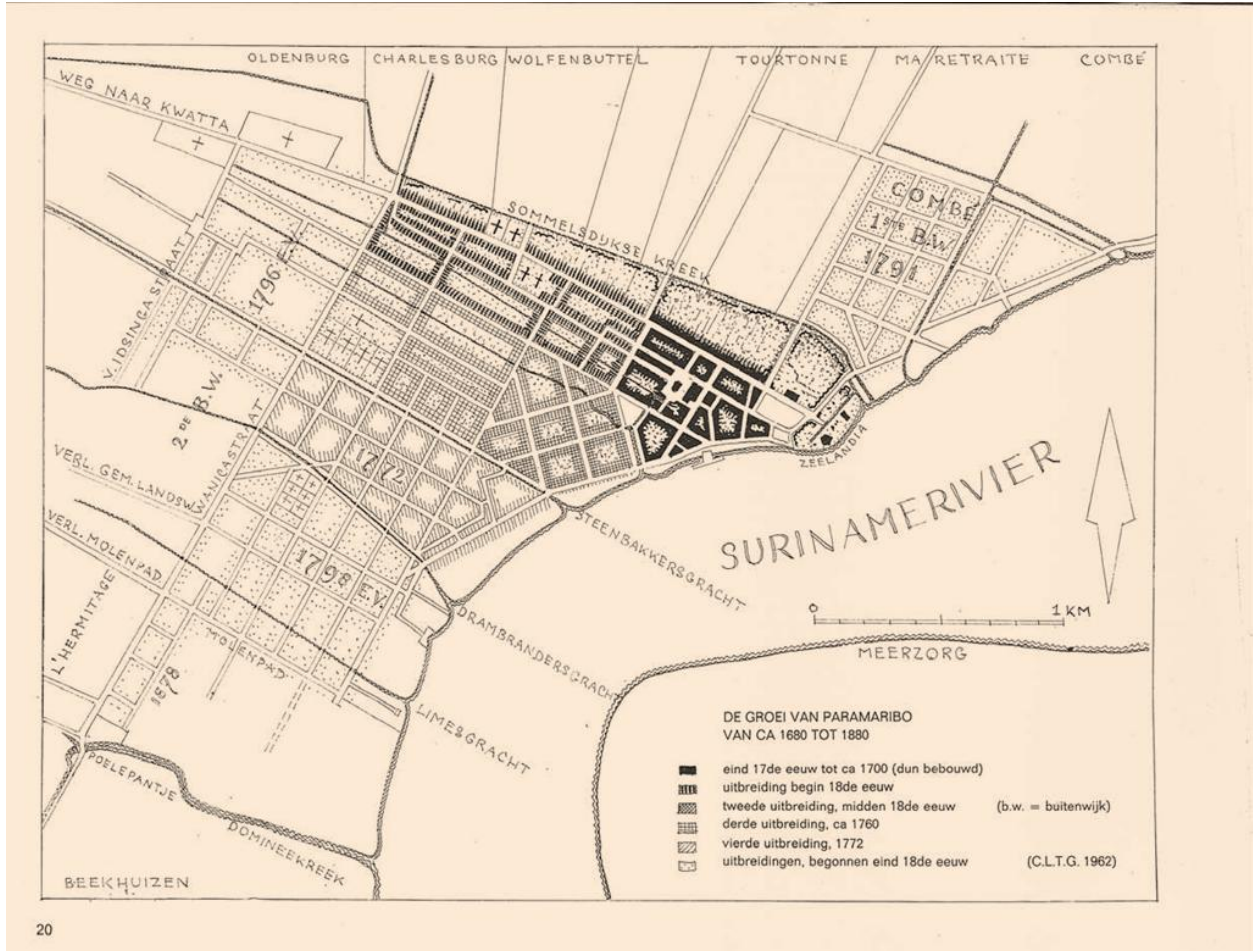 OLDENBURG
CHARLESBURG
WOLFENBUTTEL
TOURTONNE
MA RETRAITE
COMBÉ
WEG NAAR KWATTA
SOMMELSDIJKSE KREEK
COMBÉ
1STE B.W.
1791
1796 E.V.
V. IDSINGA STRAAT
2DE B.W.
WANICASTRAAT
1772
ZEELANDIA
SURINAMERIVIER
VERL. GEM. LANDSW.
VERL. MOLENPAD
1798 E.V.
STEENBAKKERSGRACHT
DRAMBRANDERSGRACHT
LIMESGRACHT
L'HERMITAGE
MOLENPAD
1878
0 1 KM
MEERZORG
POELEPANTJE
DOMINEEKREEK
BEEKHUIZEN
DE GROEI VAN PARAMARIBO
VAN CA 1680 TOT 1880
eind 17de eeuw tot ca 1700 (dun bebouwd)
uitbreiding begin 18de eeuw
tweede uitbreiding, midden 18de eeuw (b.w. = buitenwijk)
derde uitbreiding, ca 1760
vierde uitbreiding, 1772
uitbreidingen, begonnen eind 18de eeuw (C.L.T.G. 1962)
20